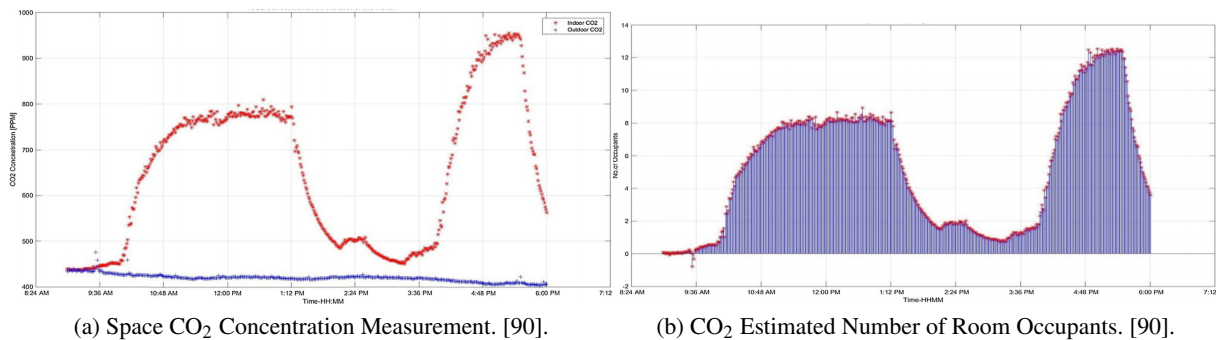 Indoor CO2
Outdoor CO2
1000
900
800
700
600
500
400
CO2 Concentration [PPM]
8:24 AM 9:36 AM 10:48 AM 12:00 PM 1:12 PM 2:24 PM 3:36 PM 4:48 PM 6:00 PM 7:12
Time-HH:MM
(a) Space CO₂ Concentration Measurement. [90].
14
12
10
8
6
4
2
0
-2
No.of Occupants
8:24 AM 9:36 AM 10:48 AM 12:00 PM 1:12 PM 2:24 PM 3:36 PM 4:48 PM 6:00 PM 7:12
Time-HHMM
(b) CO₂ Estimated Number of Room Occupants. [90].